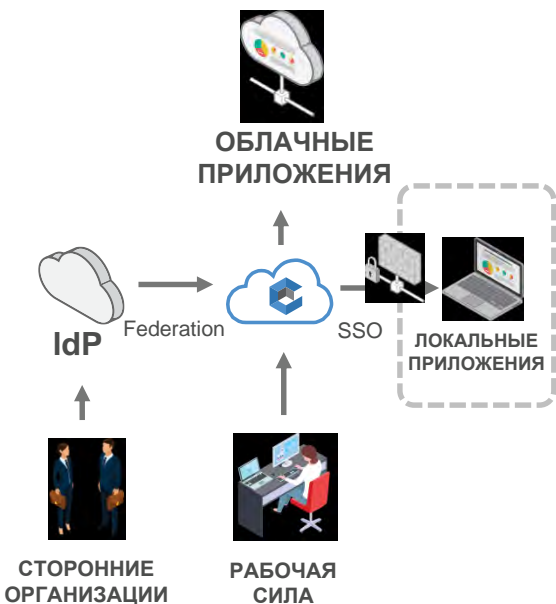 ОБЛАЧНЫЕ
ПРИЛОЖЕНИЯ
IdP
Federation
SSO
ЛОКАЛЬНЫЕ
ПРИЛОЖЕНИЯ
СТОРОННИЕ
ОРГАНИЗАЦИИ
РАБОЧАЯ
СИЛА